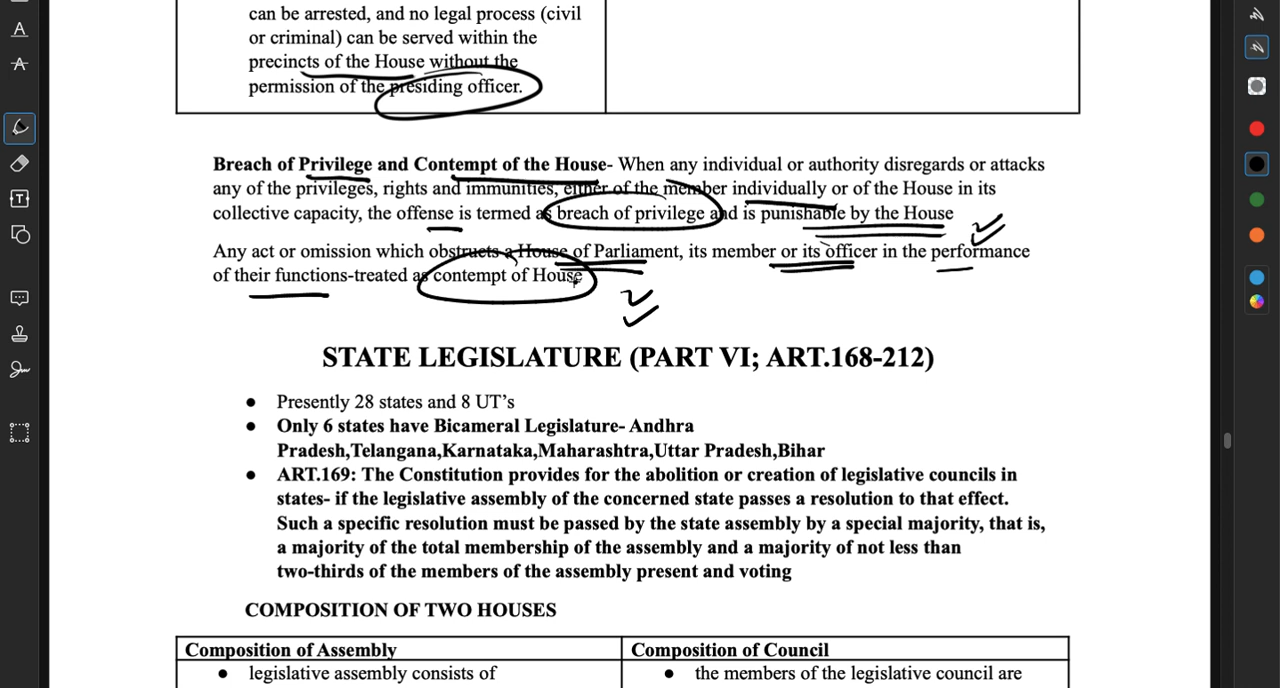 can be arrested, and no legal process (civil
or criminal) can be served within the
precincts of the House without the
permission of the presiding officer.
Breach of Privilege and Contempt of the House- When any individual or authority disregards or attacks
any of the privileges, rights and immunities, either of the member individually or of the House in its
collective capacity, the offense is termed as breach of privilege and is punishable by the House
Any act or omission which obstructs a House of Parliament, its member or its officer in the performance
of their functions-treated as contempt of House
STATE LEGISLATURE (PART VI; ART.168-212)
● Presently 28 states and 8 UT’s
● Only 6 states have Bicameral Legislature- Andhra
Pradesh,Telangana,Karnataka,Maharashtra,Uttar Pradesh,Bihar
● ART.169: The Constitution provides for the abolition or creation of legislative councils in
states- if the legislative assembly of the concerned state passes a resolution to that effect.
Such a specific resolution must be passed by the state assembly by a special majority, that is,
a majority of the total membership of the assembly and a majority of not less than
two-thirds of the members of the assembly present and voting
COMPOSITION OF TWO HOUSES
Composition of Assembly
● legislative assembly consists of
Composition of Council
● the members of the legislative council are